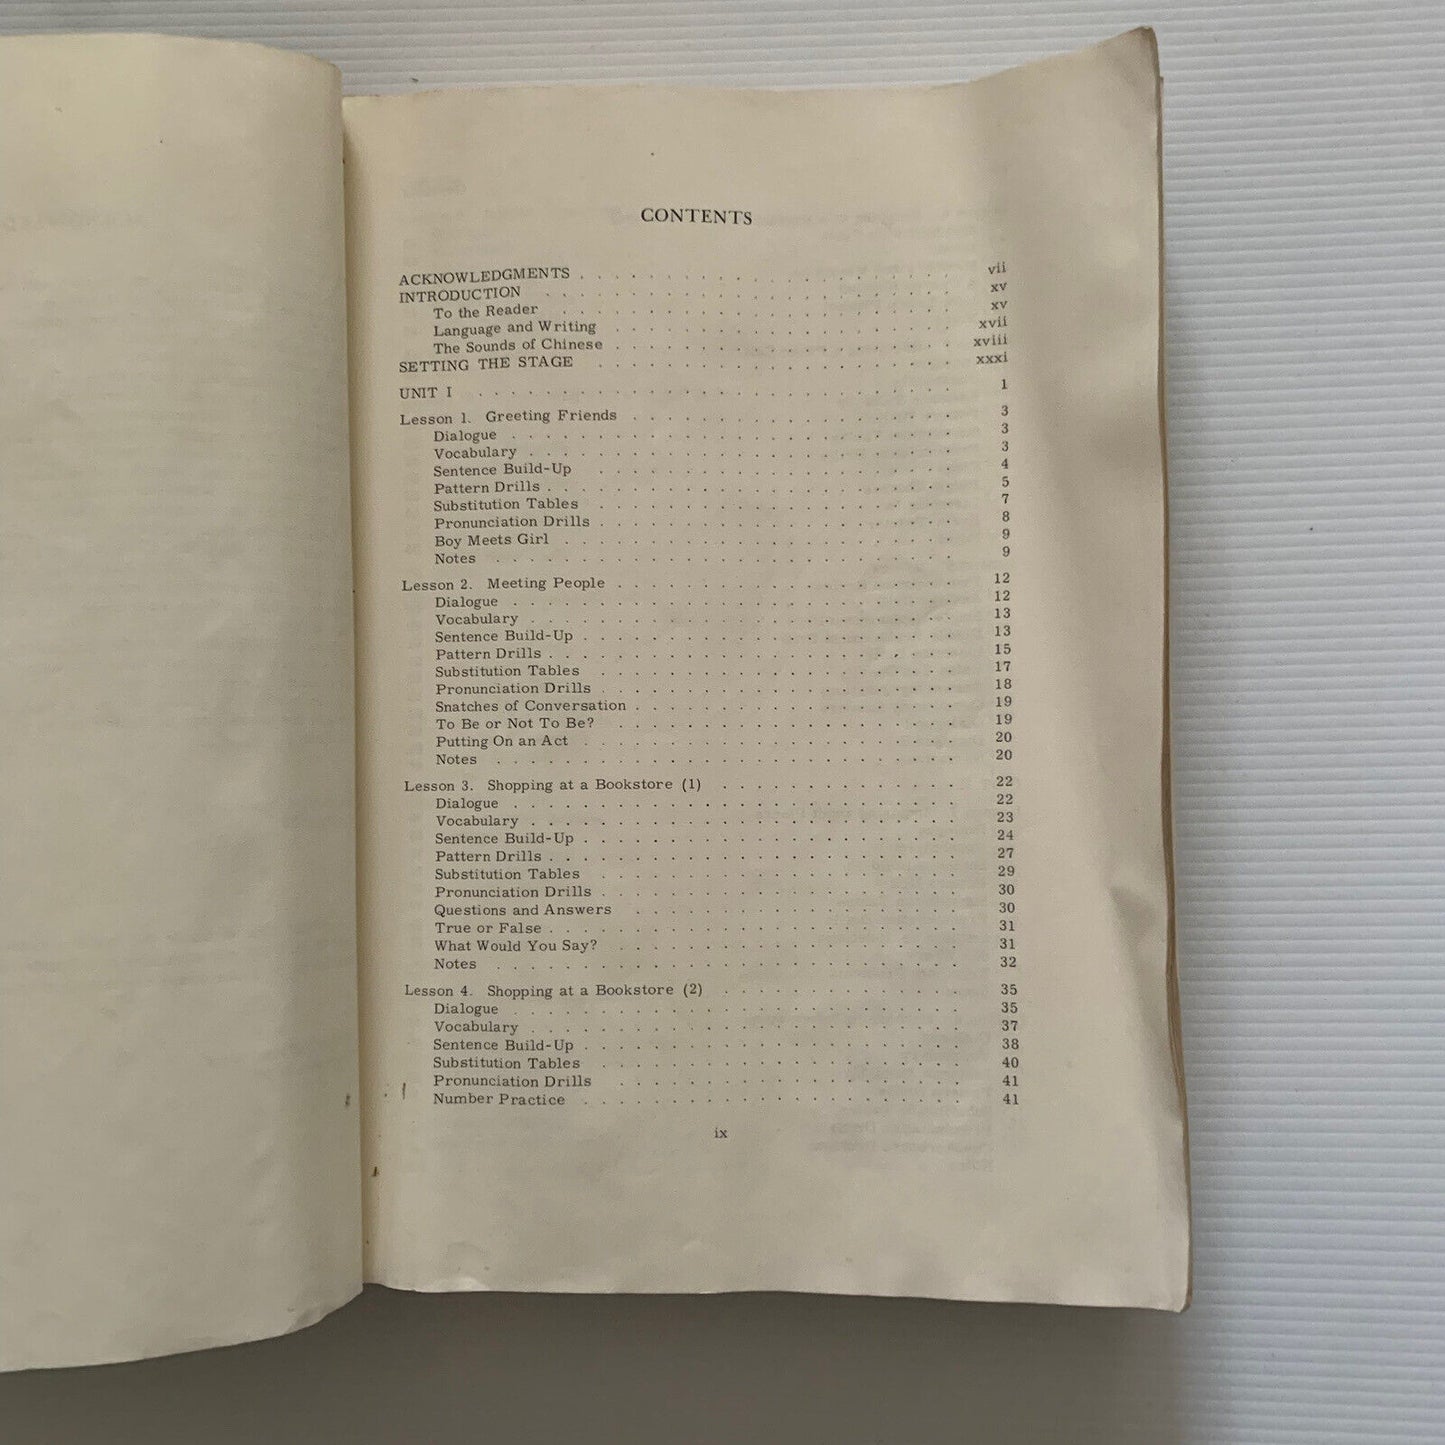 CONTENTS
ACKNOWLEDGMENTS . . . . . . . . . . . vii
INTRODUCTION . . . . . . . . . . . . xv
To the Reader . . . . . . . . . . . . xv
Language and Writing . . . . . . . . . . xvii
The Sounds of Chinese . . . . . . . . . . xviii
SETTING THE STAGE . . . . . . . . . . . xxxi
UNIT I . . . . . . . . . . . . . . 1
Lesson 1. Greeting Friends . . . . . . . . . . 3
Dialogue . . . . . . . . . . . . . 3
Vocabulary . . . . . . . . . . . . . 3
Sentence Build-Up . . . . . . . . . . . 4
Pattern Drills . . . . . . . . . . . . 5
Substitution Tables . . . . . . . . . . . 7
Pronunciation Drills . . . . . . . . . . . 8
Boy Meets Girl . . . . . . . . . . . . 9
Notes . . . . . . . . . . . . . . 9
Lesson 2. Meeting People . . . . . . . . . . 12
Dialogue . . . . . . . . . . . . . 12
Vocabulary . . . . . . . . . . . . . 13
Sentence Build-Up . . . . . . . . . . . 13
Pattern Drills . . . . . . . . . . . . 15
Substitution Tables . . . . . . . . . . . 17
Pronunciation Drills . . . . . . . . . . . 18
Snatches of Conversation . . . . . . . . . . 19
To Be or Not To Be? . . . . . . . . . . 19
Putting On an Act . . . . . . . . . . . 20
Notes . . . . . . . . . . . . . . 20
Lesson 3. Shopping at a Bookstore (1) . . . . . . . 22
Dialogue . . . . . . . . . . . . . 22
Vocabulary . . . . . . . . . . . . . 23
Sentence Build-Up . . . . . . . . . . . 24
Pattern Drills . . . . . . . . . . . . 27
Substitution Tables . . . . . . . . . . . 29
Pronunciation Drills . . . . . . . . . . . 30
Questions and Answers . . . . . . . . . . 30
True or False . . . . . . . . . . . . 31
What Would You Say? . . . . . . . . . . 31
Notes . . . . . . . . . . . . . . 32
Lesson 4. Shopping at a Bookstore (2) . . . . . . . 35
Dialogue . . . . . . . . . . . . . 35
Vocabulary . . . . . . . . . . . . . 37
Sentence Build-Up . . . . . . . . . . . 38
Substitution Tables . . . . . . . . . . . 40
Pronunciation Drills . . . . . . . . . . 41
Number Practice . . . . . . . . . . . 41
ix